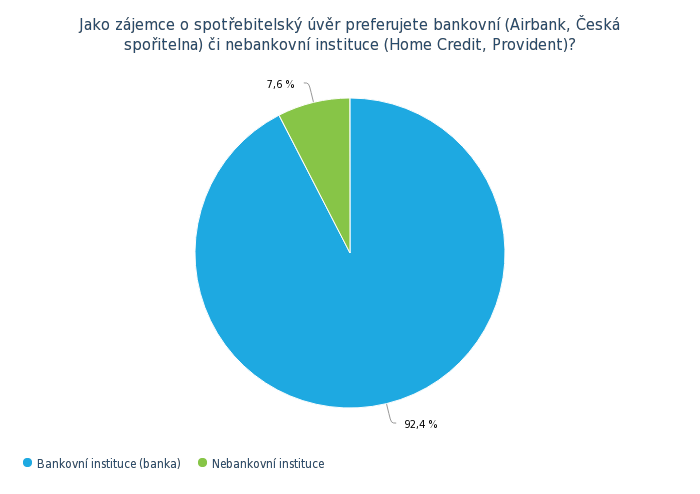 Jako zájemce o spotřebitelský úvěr preferujete bankovní (Airbank, Česká
spořitelna) či nebankovní instituce (Home Credit, Provident)?
7,6 %
92,4 %
Bankovní instituce (banka)
Nebankovní instituce